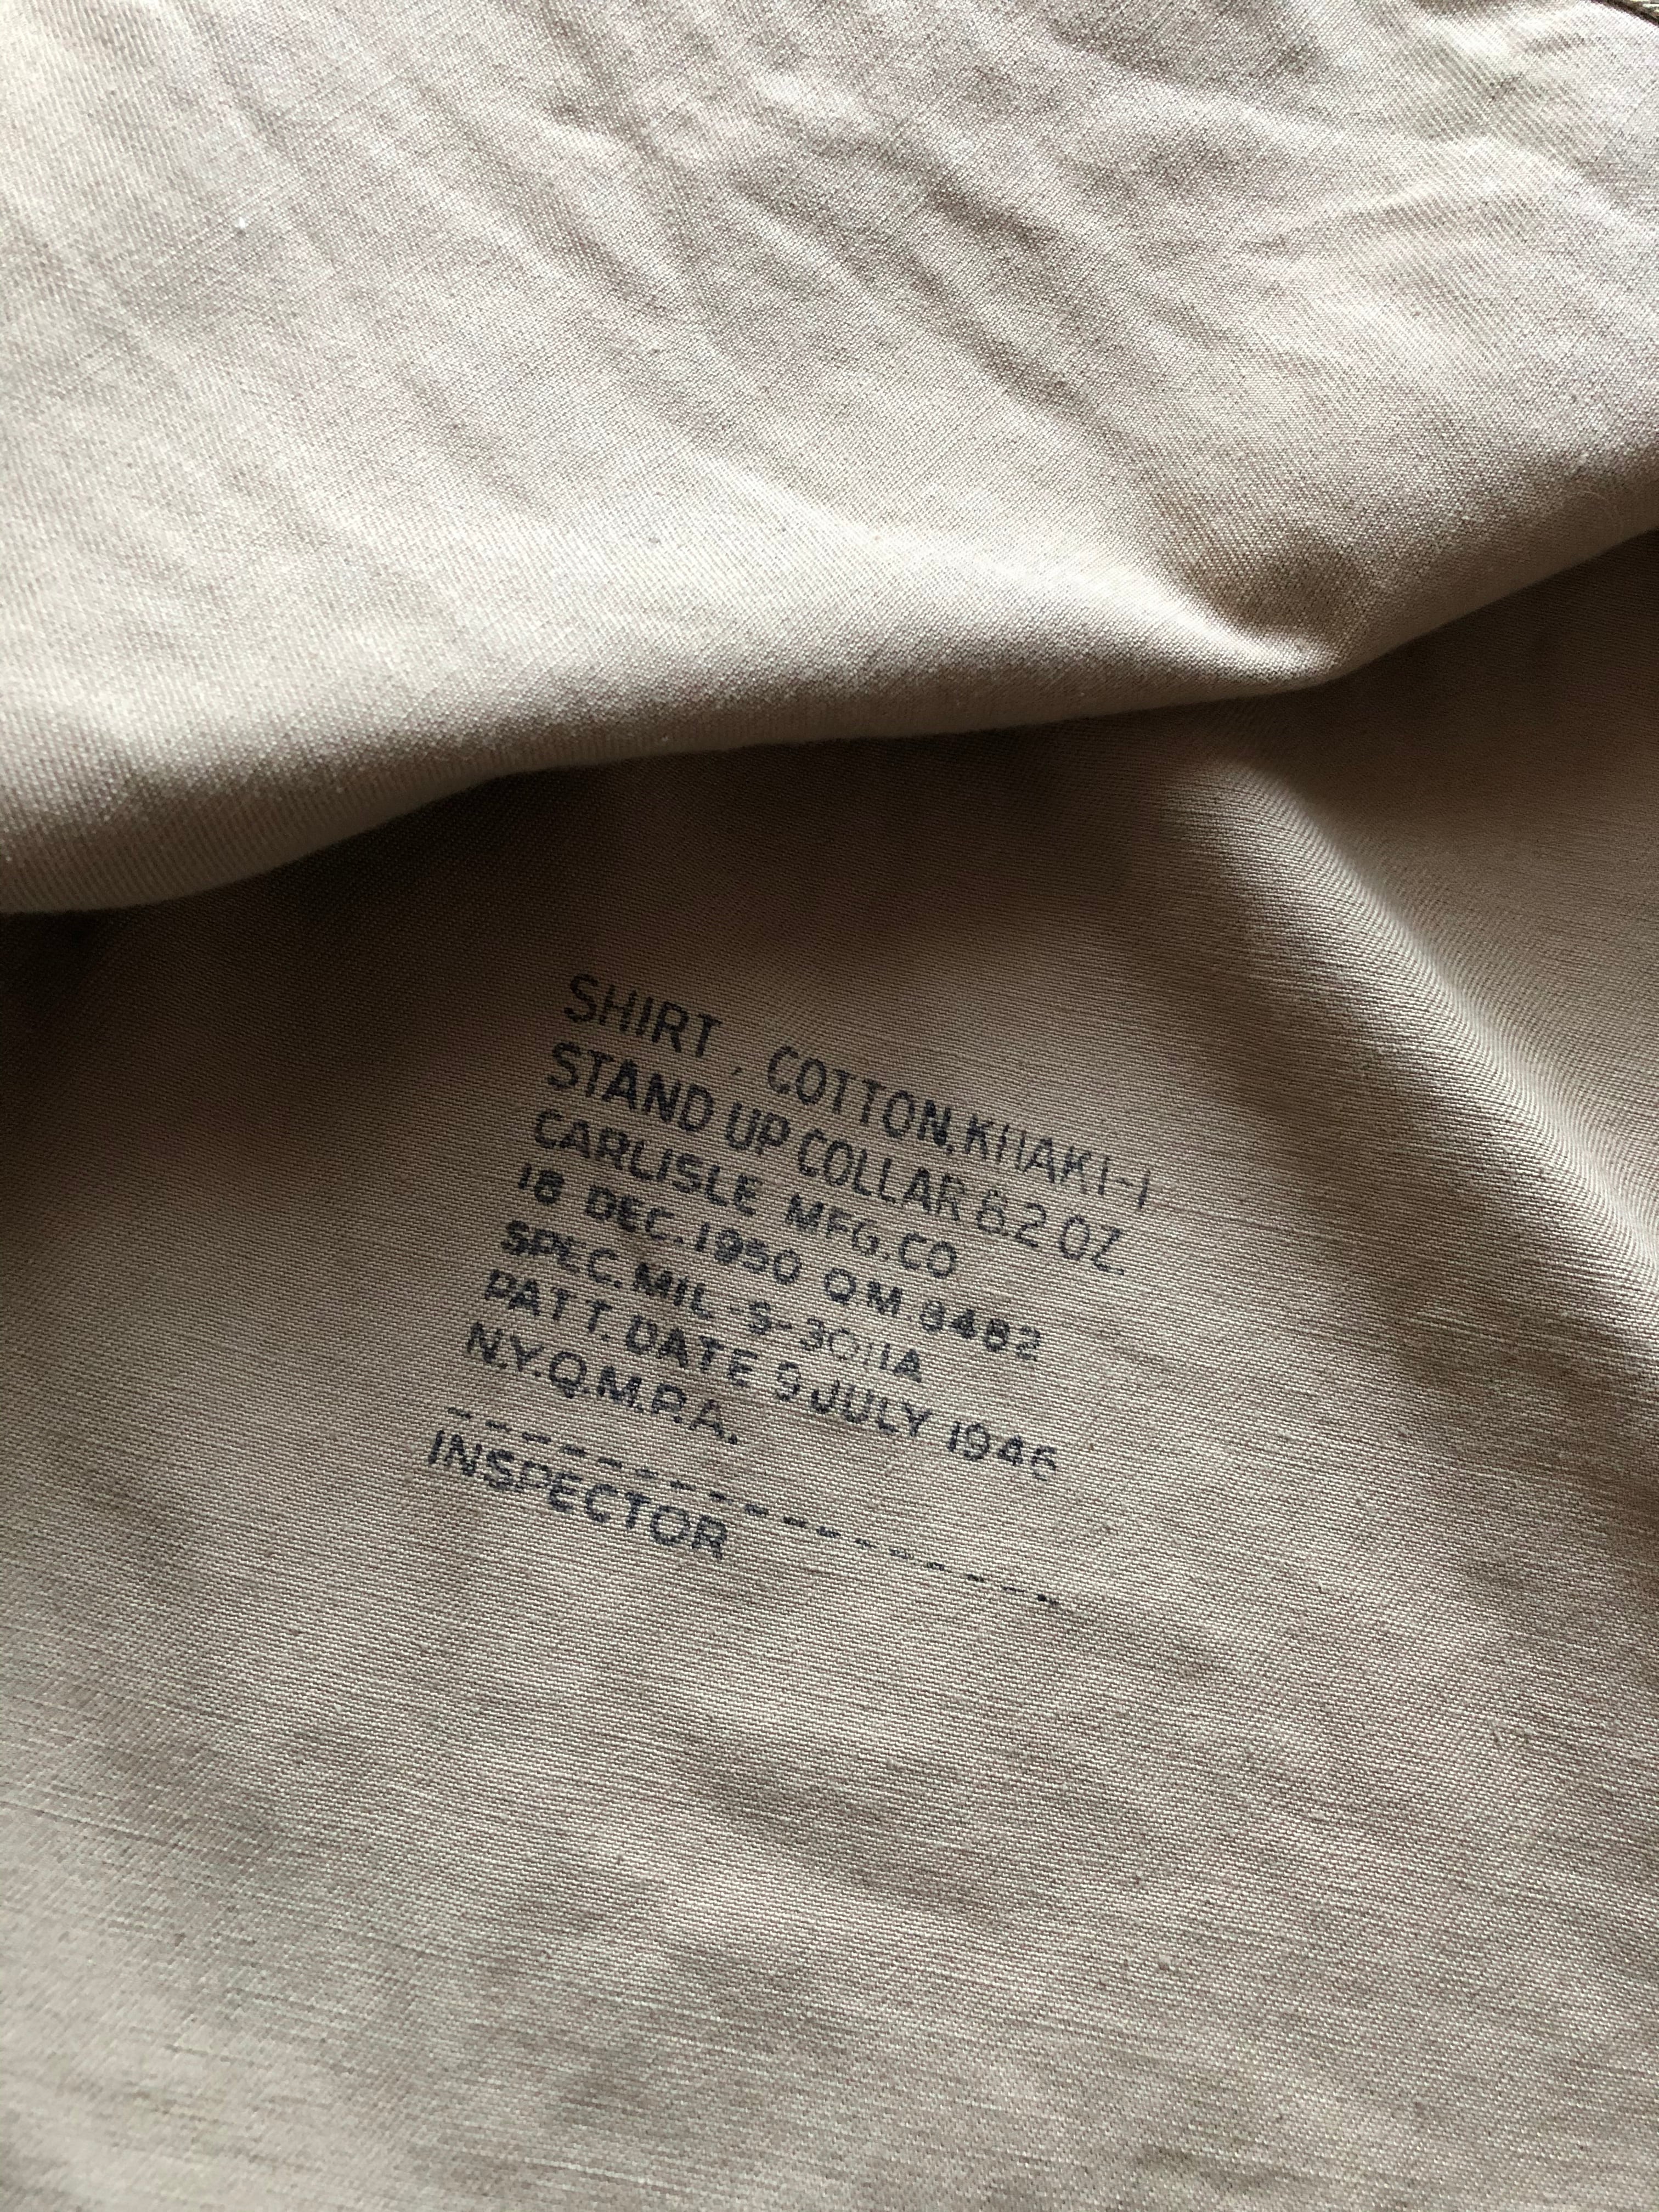 SHIRT, COTTON, KHAKI-1
STAND UP COLLAR 8.2 OZ.
CARLISLE MFG. CO
18 DEC. 1950 QM. 8482
SPEC. MIL-S-3011A
PATT. DATE 9 JULY 1946
N.Y.Q.M.P.A.
INSPECTOR